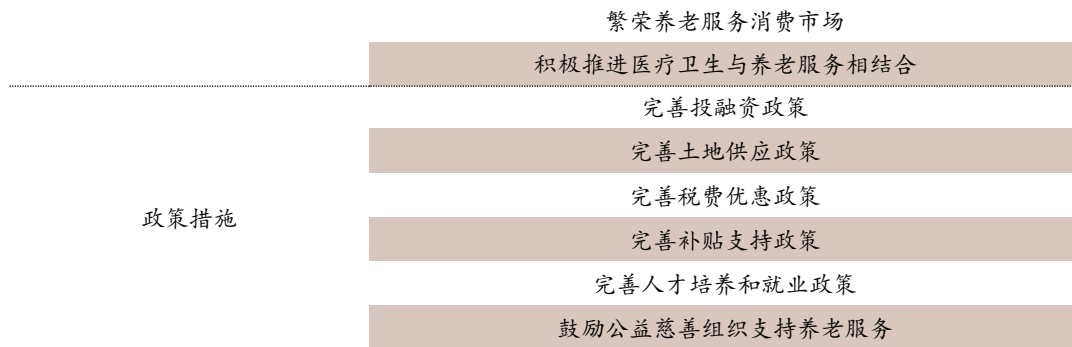 繁荣养老服务消费市场
积极推进医疗卫生与养老服务相结合
政策措施
完善投融资政策
完善土地供应政策
完善税费优惠政策
完善补贴支持政策
完善人才培养和就业政策
鼓励公益慈善组织支持养老服务